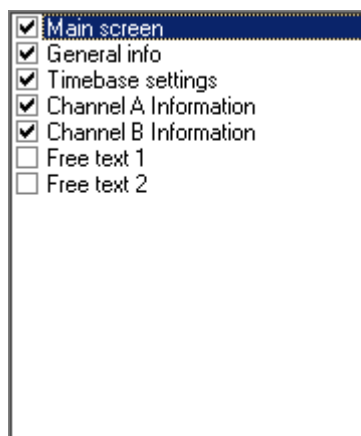 Main screen
General info
Timebase settings
Channel A Information
Channel B Information
Free text 1
Free text 2